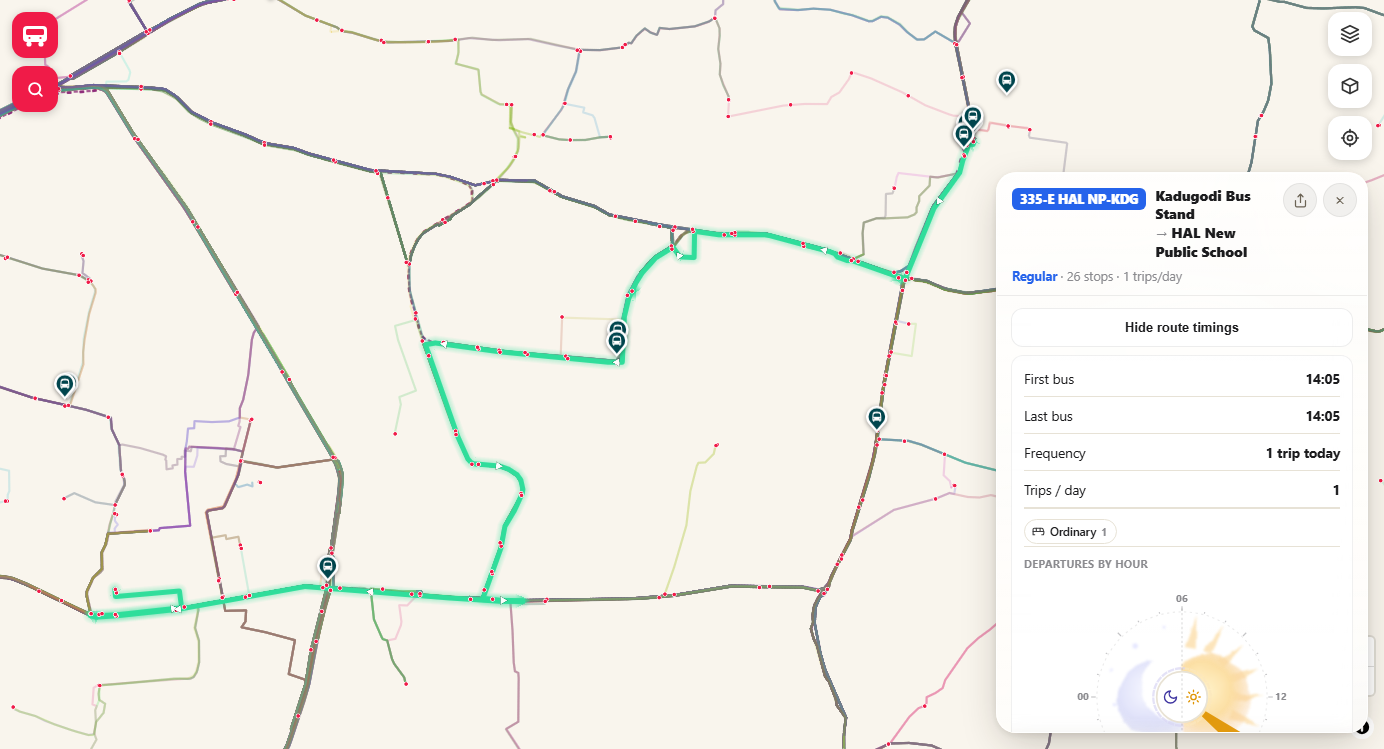 335-E HAL NP-KDG
Kadugodi Bus
Stand
→ HAL New
Public School
Regular · 26 stops · 1 trips/day
Hide route timings
First bus 14:05
Last bus 14:05
Frequency 1 trip today
Trips / day 1
Ordinary 1
DEPARTURES BY HOUR
06
00
12